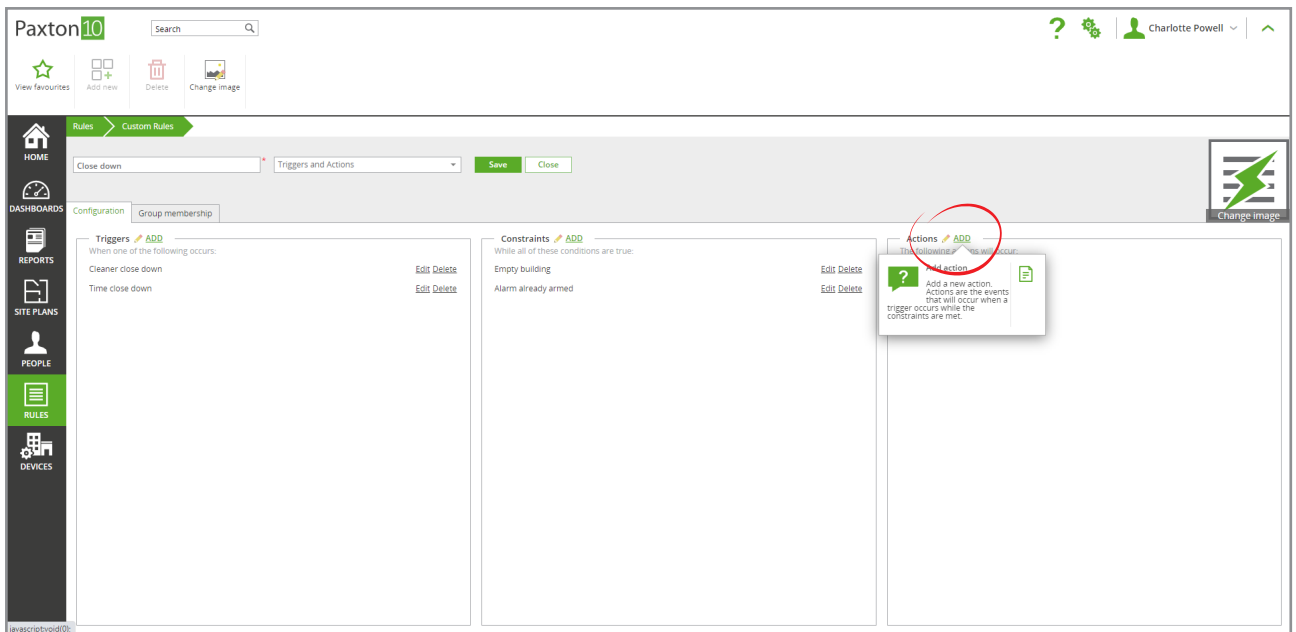 Paxton10
Search
Charlotte Powell
View favourites
Add new
Delete
Change image
Rules
Custom Rules
HOME
Close down
*
Triggers and Actions
Save
Close
Change image
DASHBOARDS
Configuration
Group membership
REPORTS
Triggers ADD
When one of the following occurs:
Cleaner close down Edit Delete
Time close down Edit Delete
Constraints ADD
While all of these conditions are true:
Empty building Edit Delete
Alarm already armed Edit Delete
Actions ADD
The following actions will occur:
?
Add action
Add a new action.
Actions are the events
that will occur when a
trigger occurs while the
constraints are met.
SITE PLANS
PEOPLE
RULES
DEVICES
javascript:void(0);